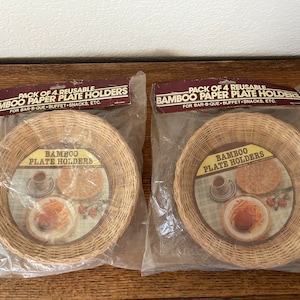 PACK OF 4 REUSABLE
BAMBOO PAPER PLATE HOLDERS
FOR BAR-B-QUE • BUFFET • SNACKS, ETC.
BAMBOO
PLATE HOLDERS
PACK OF 4 REUSABLE
BAMBOO PAPER PLATE HOLDERS
FOR BAR-B-QUE • BUFFET • SNACKS, ETC.
BAMBOO
PLATE HOLDERS